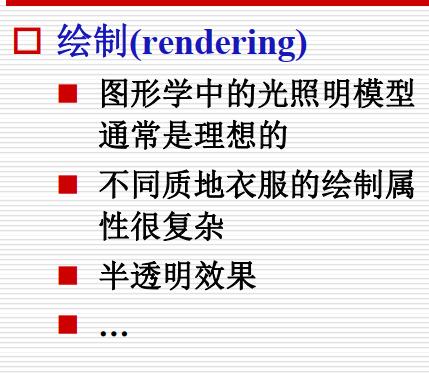 绘制(rendering)
图形学中的光照明模型
通常是理想的
不同质地衣服的绘制属
性很复杂
半透明效果
…